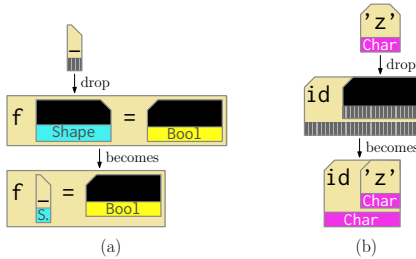 _
drop
f = 
Shape Bool
becomes
f _ =
S. Bool
(a)
'z'
Char
drop
id
becomes
id 'z'
Char
Char
(b)